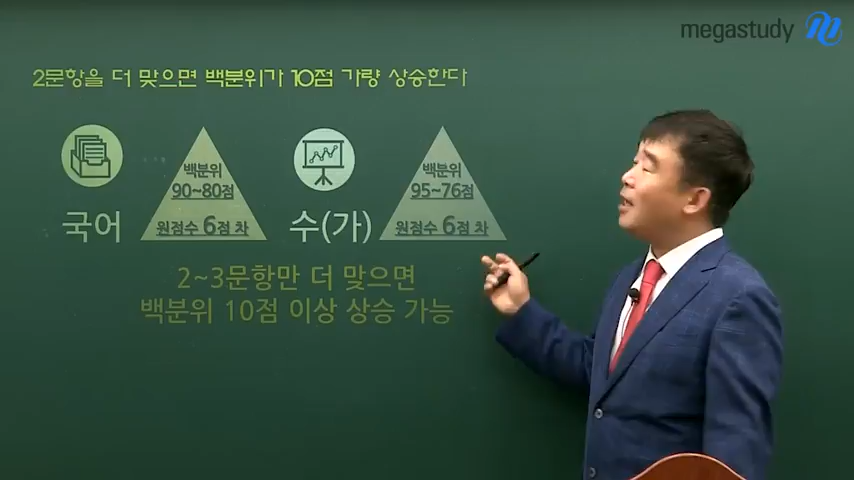 megastudy
2문항을 더 맞으면 백분위가 10점 가량 상승한다
국어
백분위
90~80점
원점수 6점 차
수(가)
백분위
95~76점
원점수 6점 차
2~3문항만 더 맞으면
백분위 10점 이상 상승 가능